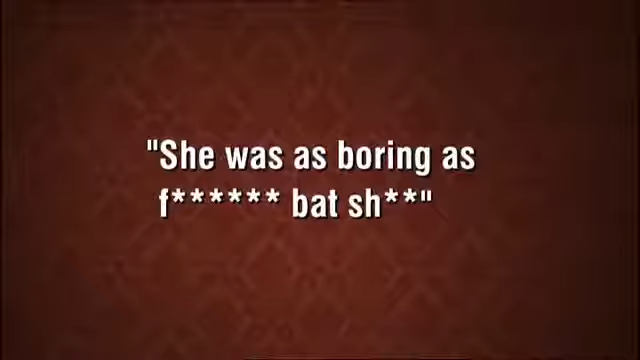 "She was as boring as
f****** bat sh**"